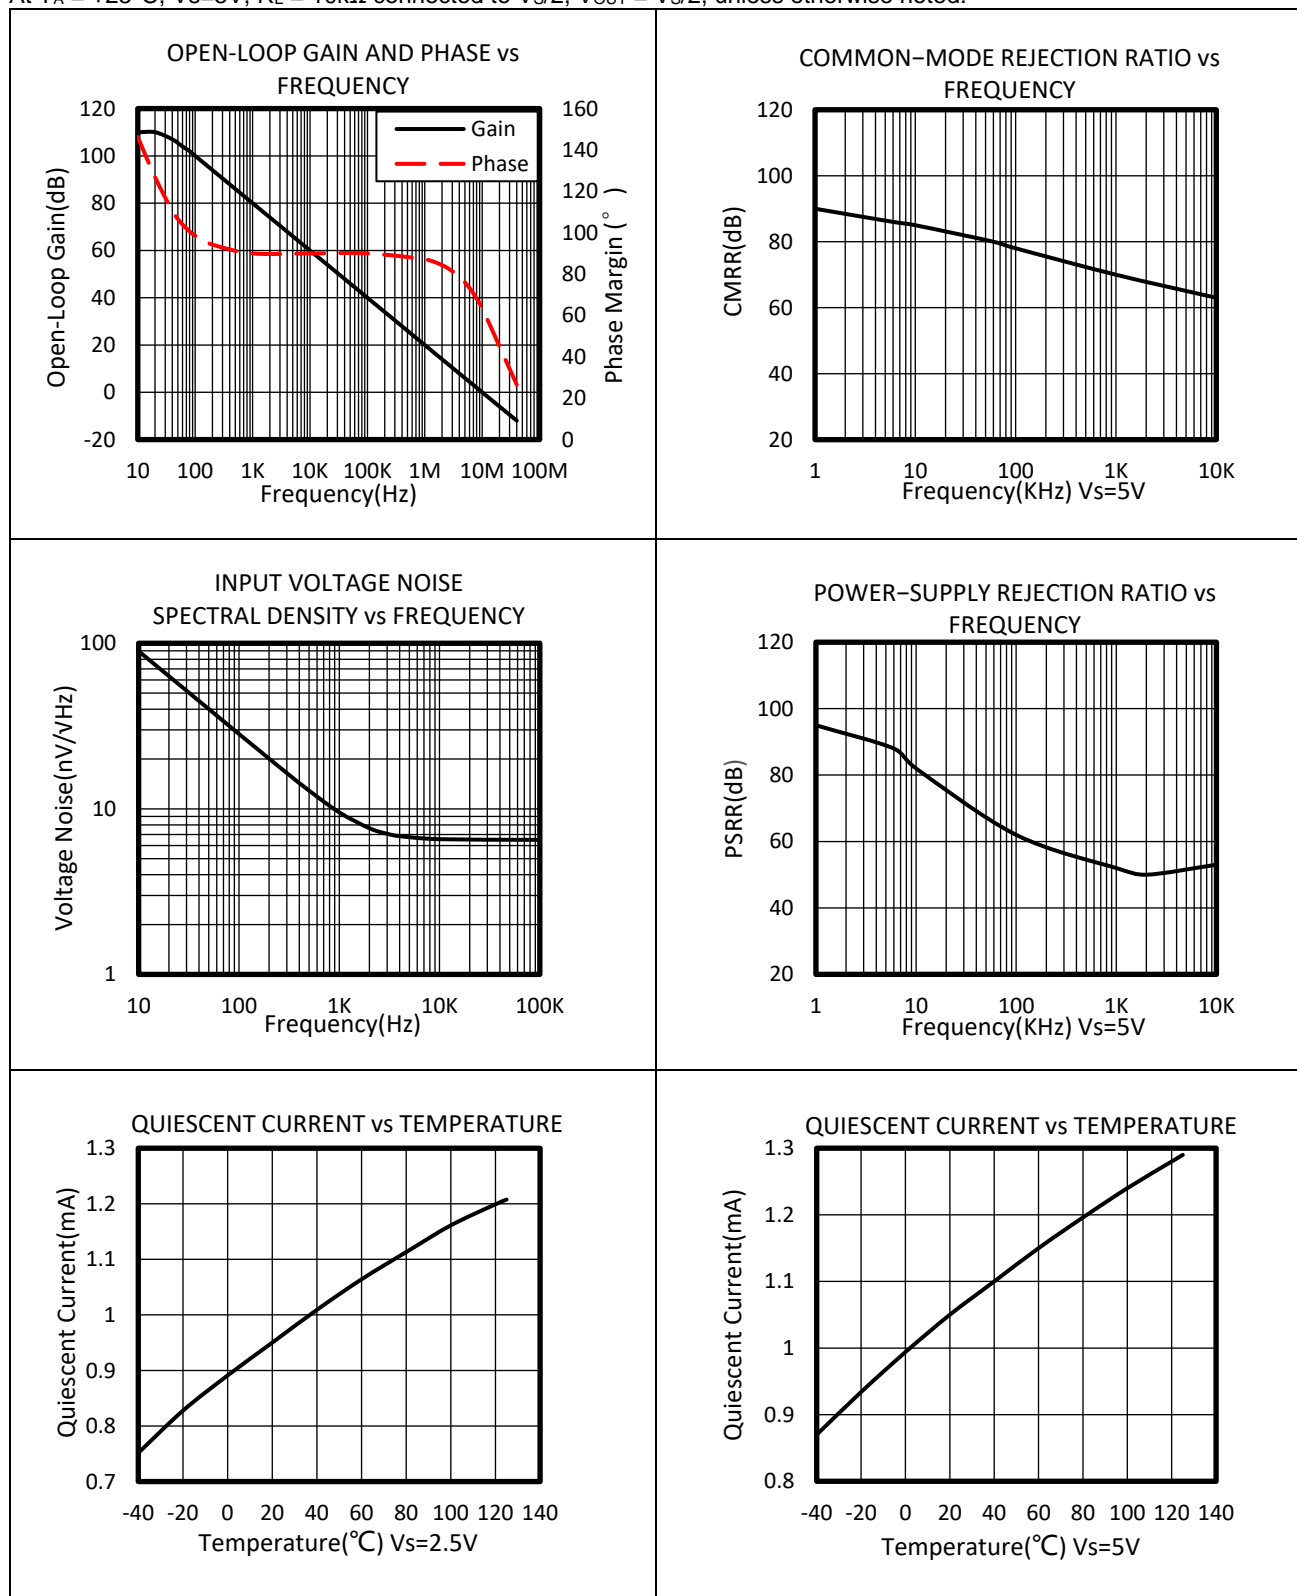 OPEN-LOOP GAIN AND PHASE vs
FREQUENCY
120
100
80
60
40
20
0
-20
Open-Loop Gain(dB)
Gain
Phase
160
140
120
100
80
60
40
20
0
Phase Margin (°)
10 100 1K 10K 100K 1M 10M 100M
Frequency(Hz)
COMMON−MODE REJECTION RATIO vs
FREQUENCY
120
100
80
60
40
20
CMRR(dB)
1 10 100 1K 10K
Frequency(KHz) Vs=5V
INPUT VOLTAGE NOISE
SPECTRAL DENSITY vs FREQUENCY
100
10
1
Voltage Noise(nV/√Hz)
10 100 1K 10K 100K
Frequency(Hz)
POWER−SUPPLY REJECTION RATIO vs
FREQUENCY
120
100
80
60
40
20
PSRR(dB)
1 10 100 1K 10K
Frequency(KHz) Vs=5V
QUIESCENT CURRENT vs TEMPERATURE
1.3
1.2
1.1
1
0.9
0.8
0.7
Quiescent Current(mA)
-40 -20 0 20 40 60 80 100 120 140
Temperature(℃) Vs=2.5V
QUIESCENT CURRENT vs TEMPERATURE
1.3
1.2
1.1
1
0.9
0.8
Quiescent Current(mA)
-40 -20 0 20 40 60 80 100 120 140
Temperature(℃) Vs=5V